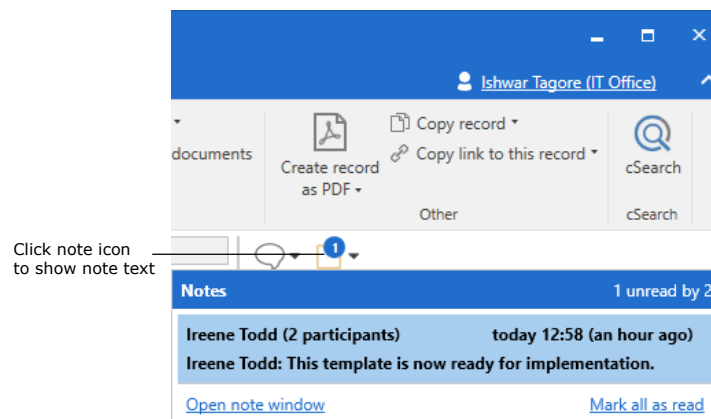 Ishwar Tagore (IT Office)
documents
Create record
as PDF
Copy record
Copy link to this record
cSearch
Other
cSearch
Click note icon
to show note text
1
Notes
1 unread by 2
Ireene Todd (2 participants) today 12:58 (an hour ago)
Ireene Todd: This template is now ready for implementation.
Open note window
Mark all as read